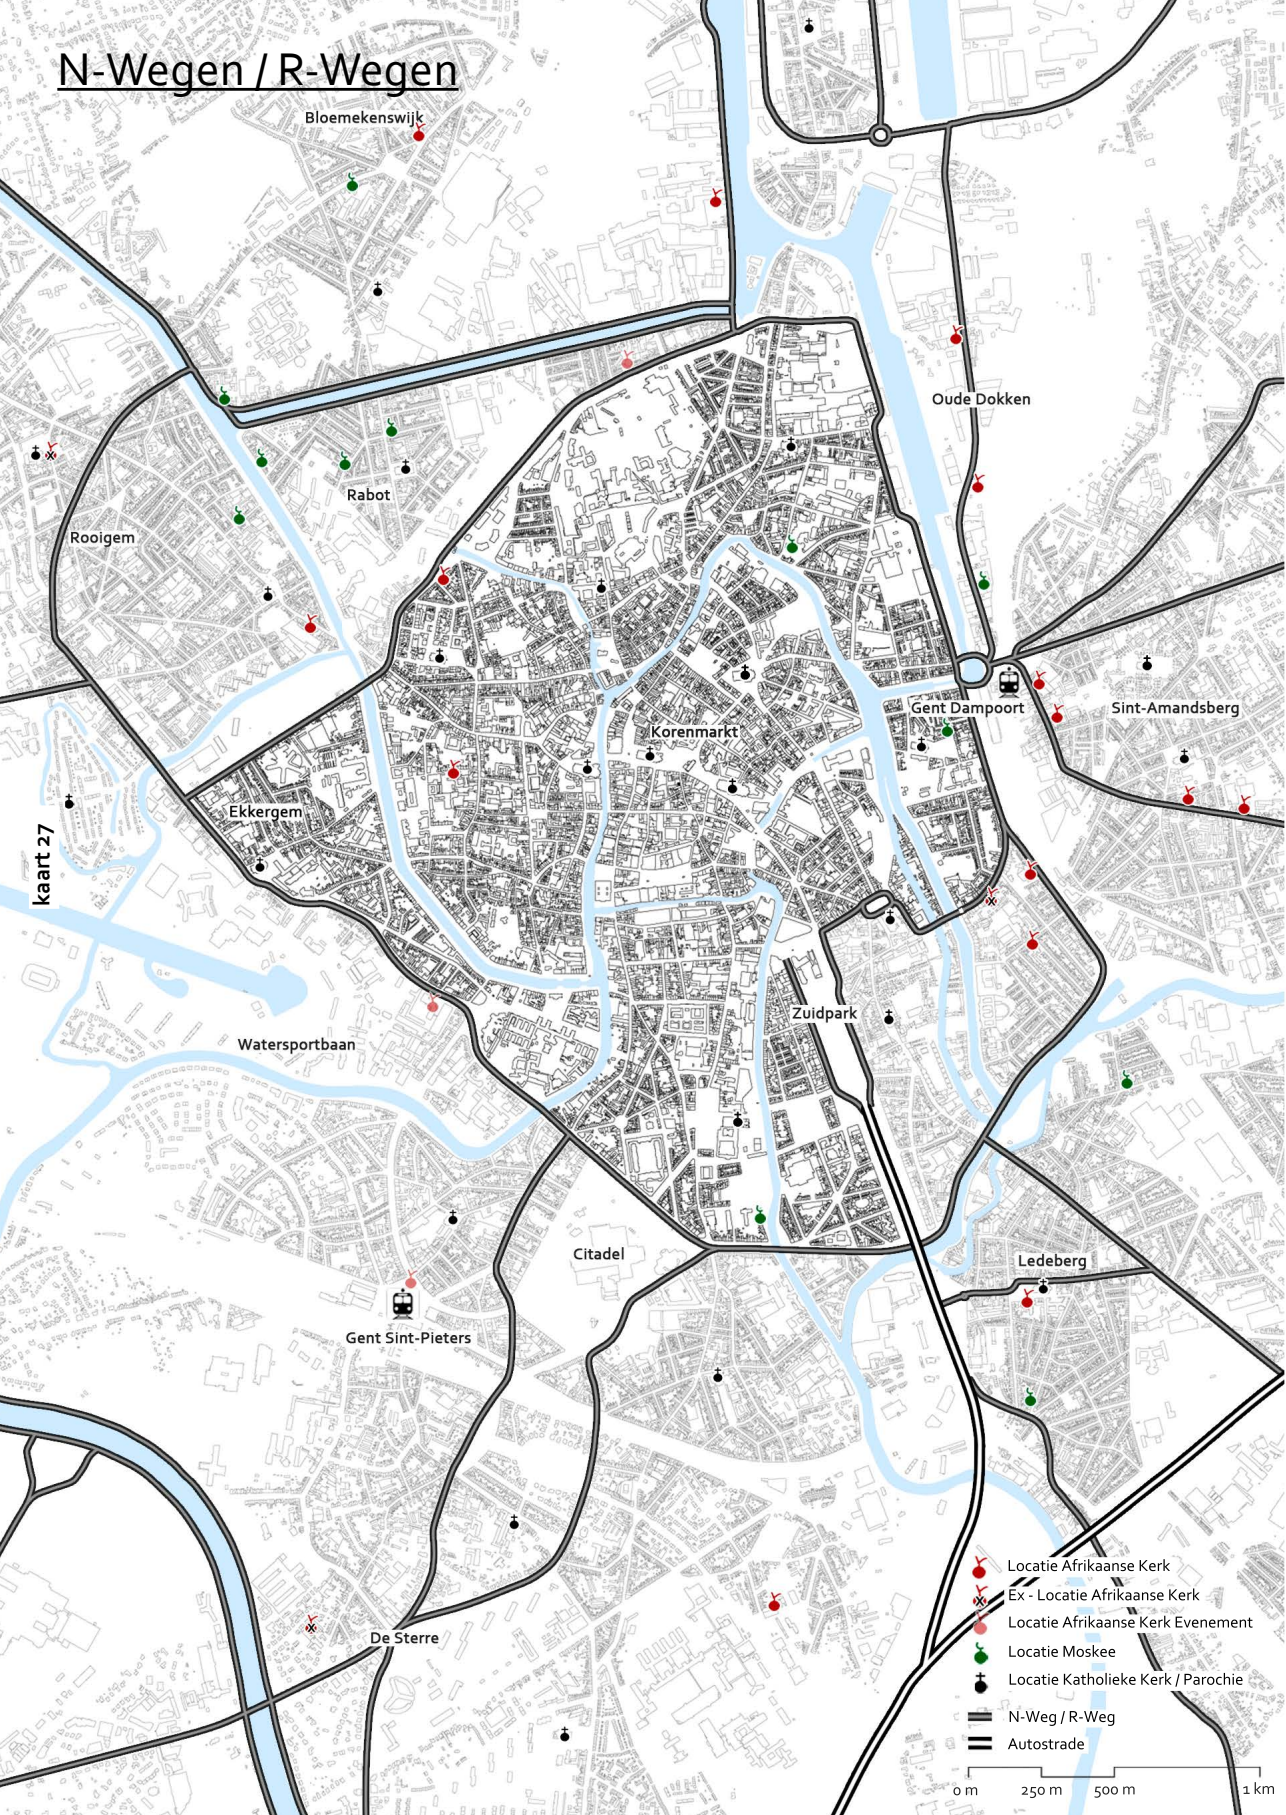 N-Wegen / R-Wegen
Bloemekenswijk
Oude Dokken
Rabot
Rooigem
Gent Dampoort
Sint-Amandsberg
Korenmarkt
Ekkergem
kaart 27
Zuidpark
Watersportbaan
Citadel
Ledeberg
Gent Sint-Pieters
De Sterre
Locatie Afrikaanse Kerk
Ex - Locatie Afrikaanse Kerk
Locatie Afrikaanse Kerk Evenement
Locatie Moskee
Locatie Katholieke Kerk / Parochie
N-Weg / R-Weg
Autostrade
0 m 250 m 500 m 1 km